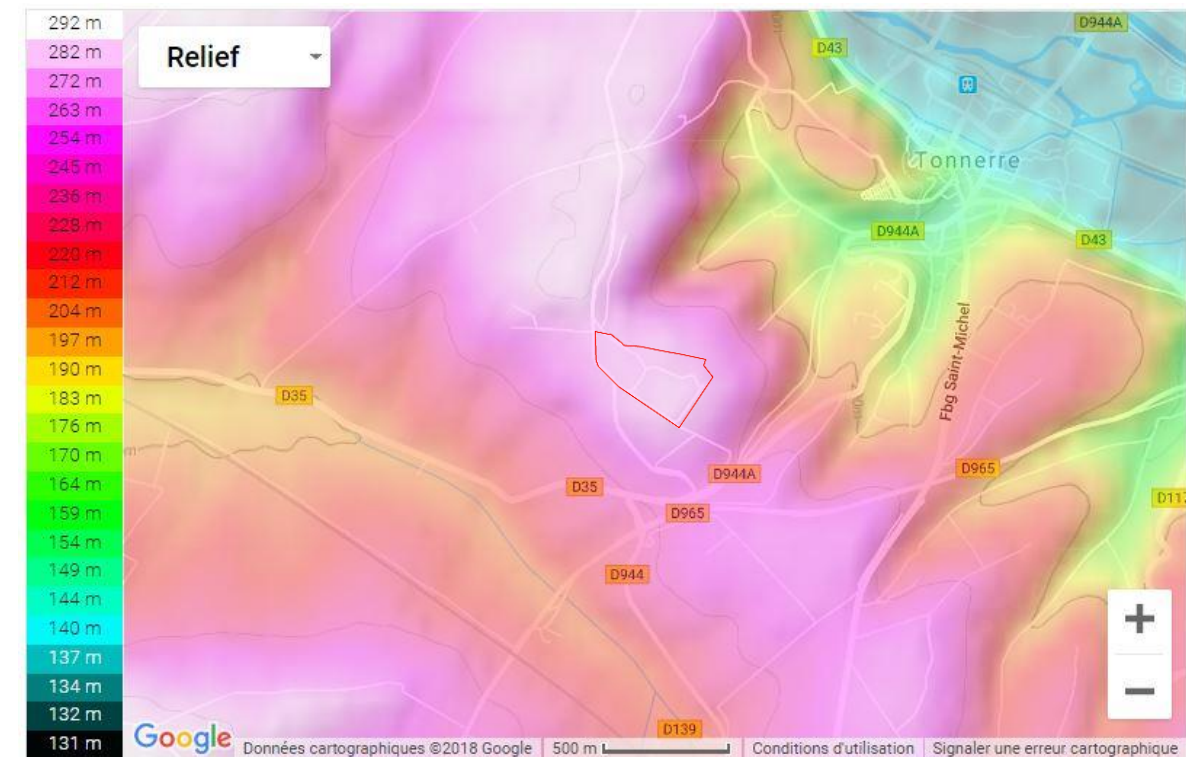 292 m
282 m
272 m
263 m
254 m
245 m
236 m
228 m
220 m
212 m
204 m
197 m
190 m
183 m
176 m
170 m
164 m
159 m
154 m
149 m
144 m
140 m
137 m
134 m
132 m
131 m
Relief
D944A
D43
Tonnerre
D944A
D43
Fbg Saint-Michel
D35
D944A
D965
D35
D965
D117
D944
D139
+
−
Google
Données cartographiques ©2018 Google
500 m
Conditions d'utilisation
Signaler une erreur cartographique